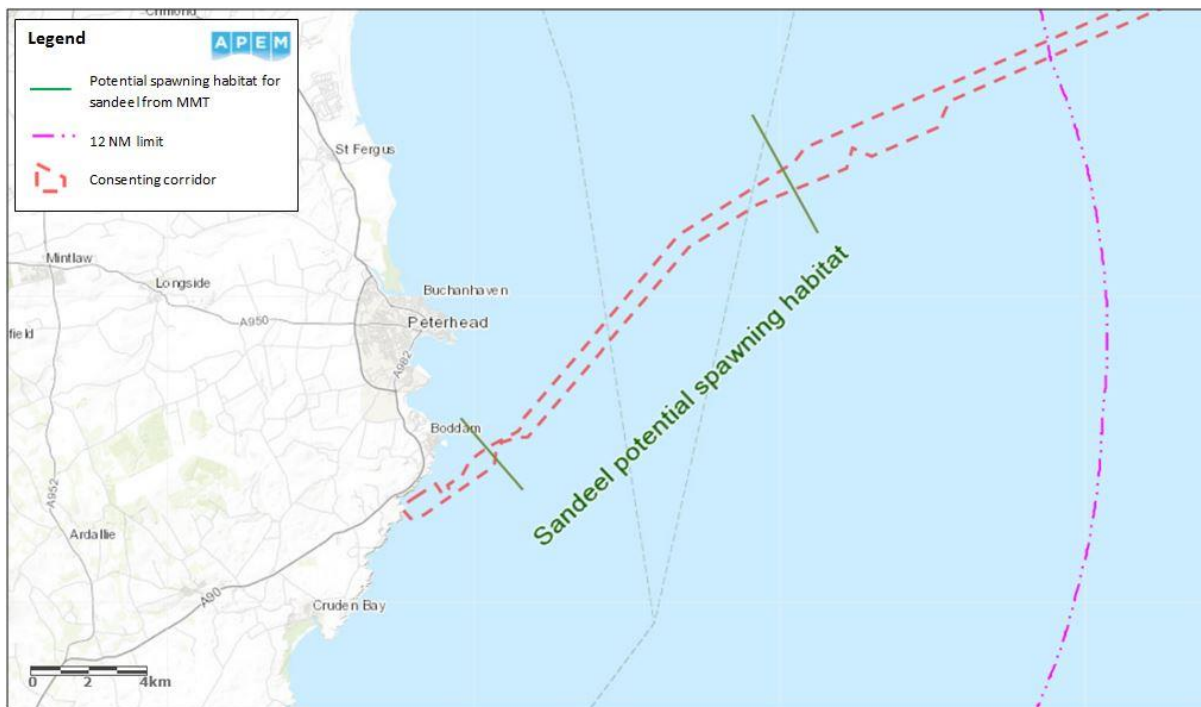 Crimond
Legend
APEM
Potential spawning habitat for
sandeel from MMT
12 NM limit
Consenting corridor
St Fergus
Mintlaw
Longside
Buchanhaven
A950
Peterhead
field
A982
Sandeel potential spawning habitat
Boddam
A952
Ardallie
A90
Cruden Bay
0 2 4km